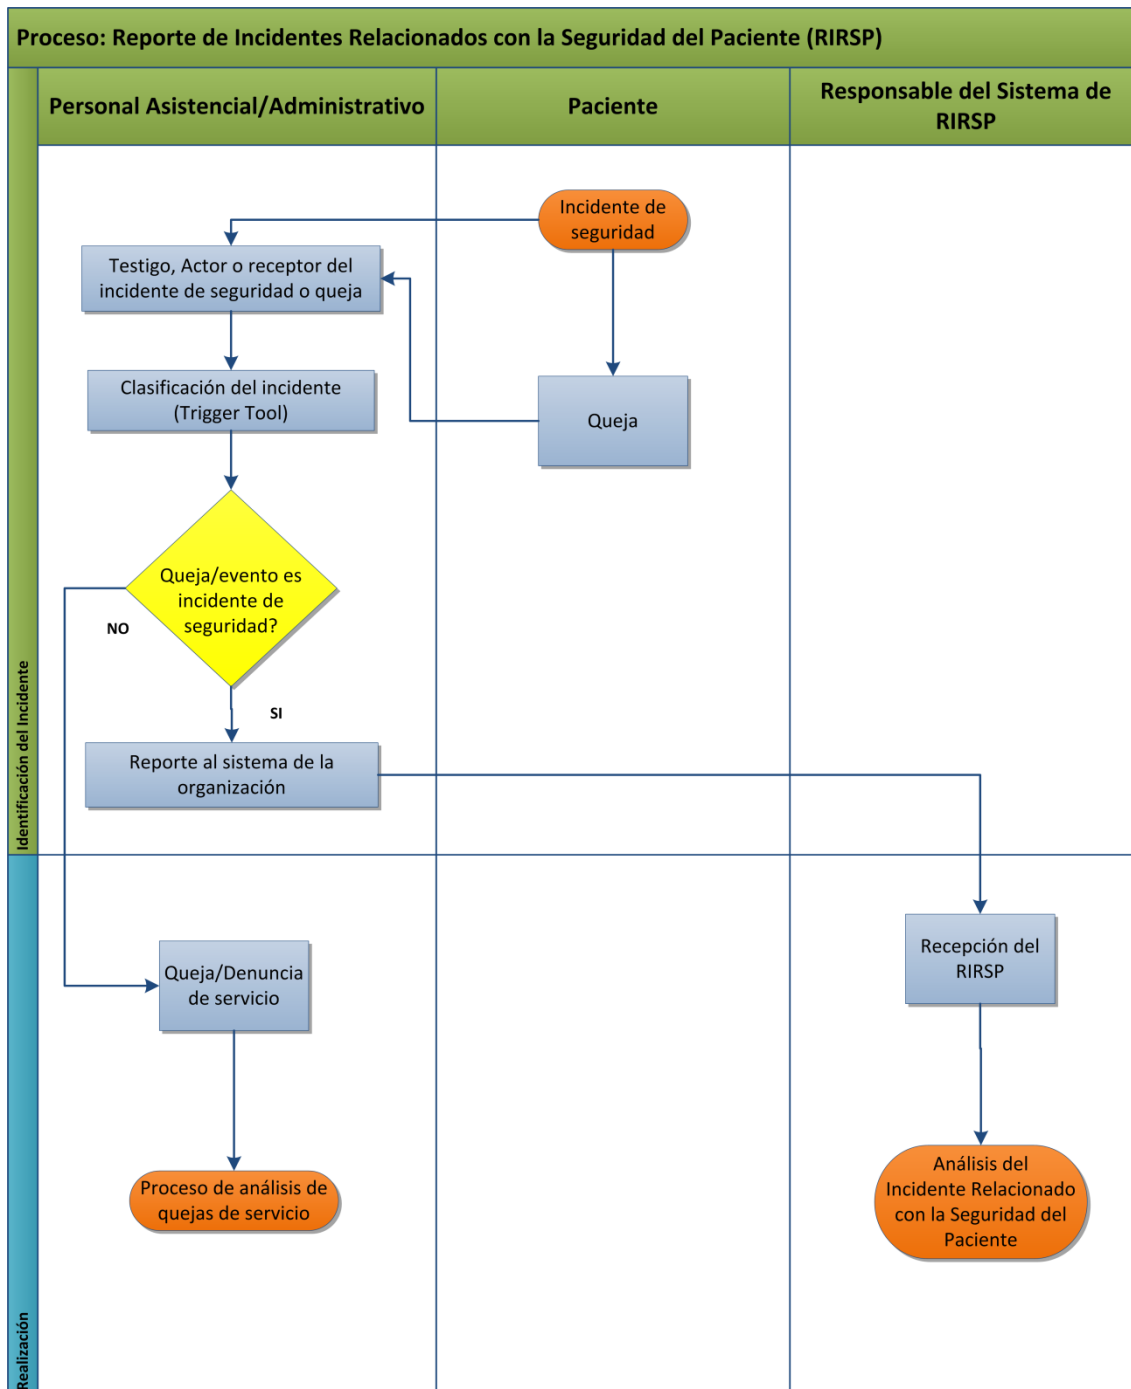 Proceso: Reporte de Incidentes Relacionados con la Seguridad del Paciente (RIRSP)
Personal Asistencial/Administrativo
Paciente
Responsable del Sistema de
RIRSP
Incidente de
seguridad
Testigo, Actor o receptor del
incidente de seguridad o queja
Clasificación del incidente
(Trigger Tool)
Queja
Queja/evento es
incidente de
seguridad?
NO
SI
Reporte al sistema de la
organización
Identificación del Incidente
Queja/Denuncia
de servicio
Recepción del
RIRSP
Proceso de análisis de
quejas de servicio
Análisis del
Incidente Relacionado
con la Seguridad del
Paciente
Realización